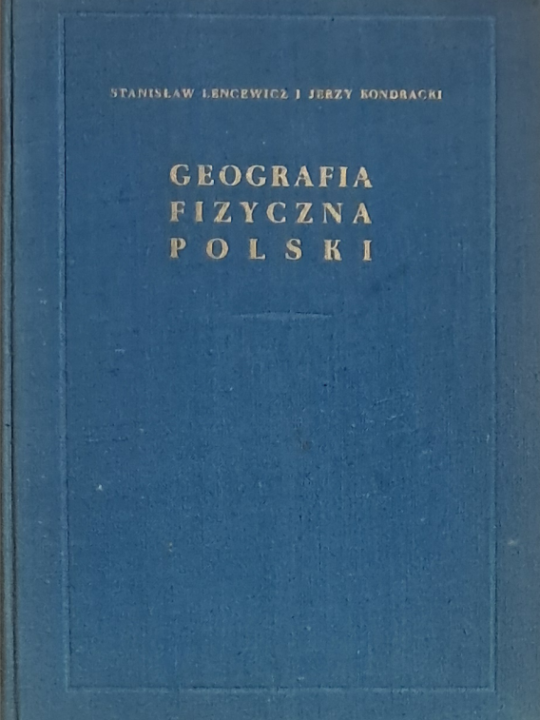 STANISŁAW LENCEWICZ I JERZY KONDRACKI
GEOGRAFIA
FIZYCZNA
POLSKI